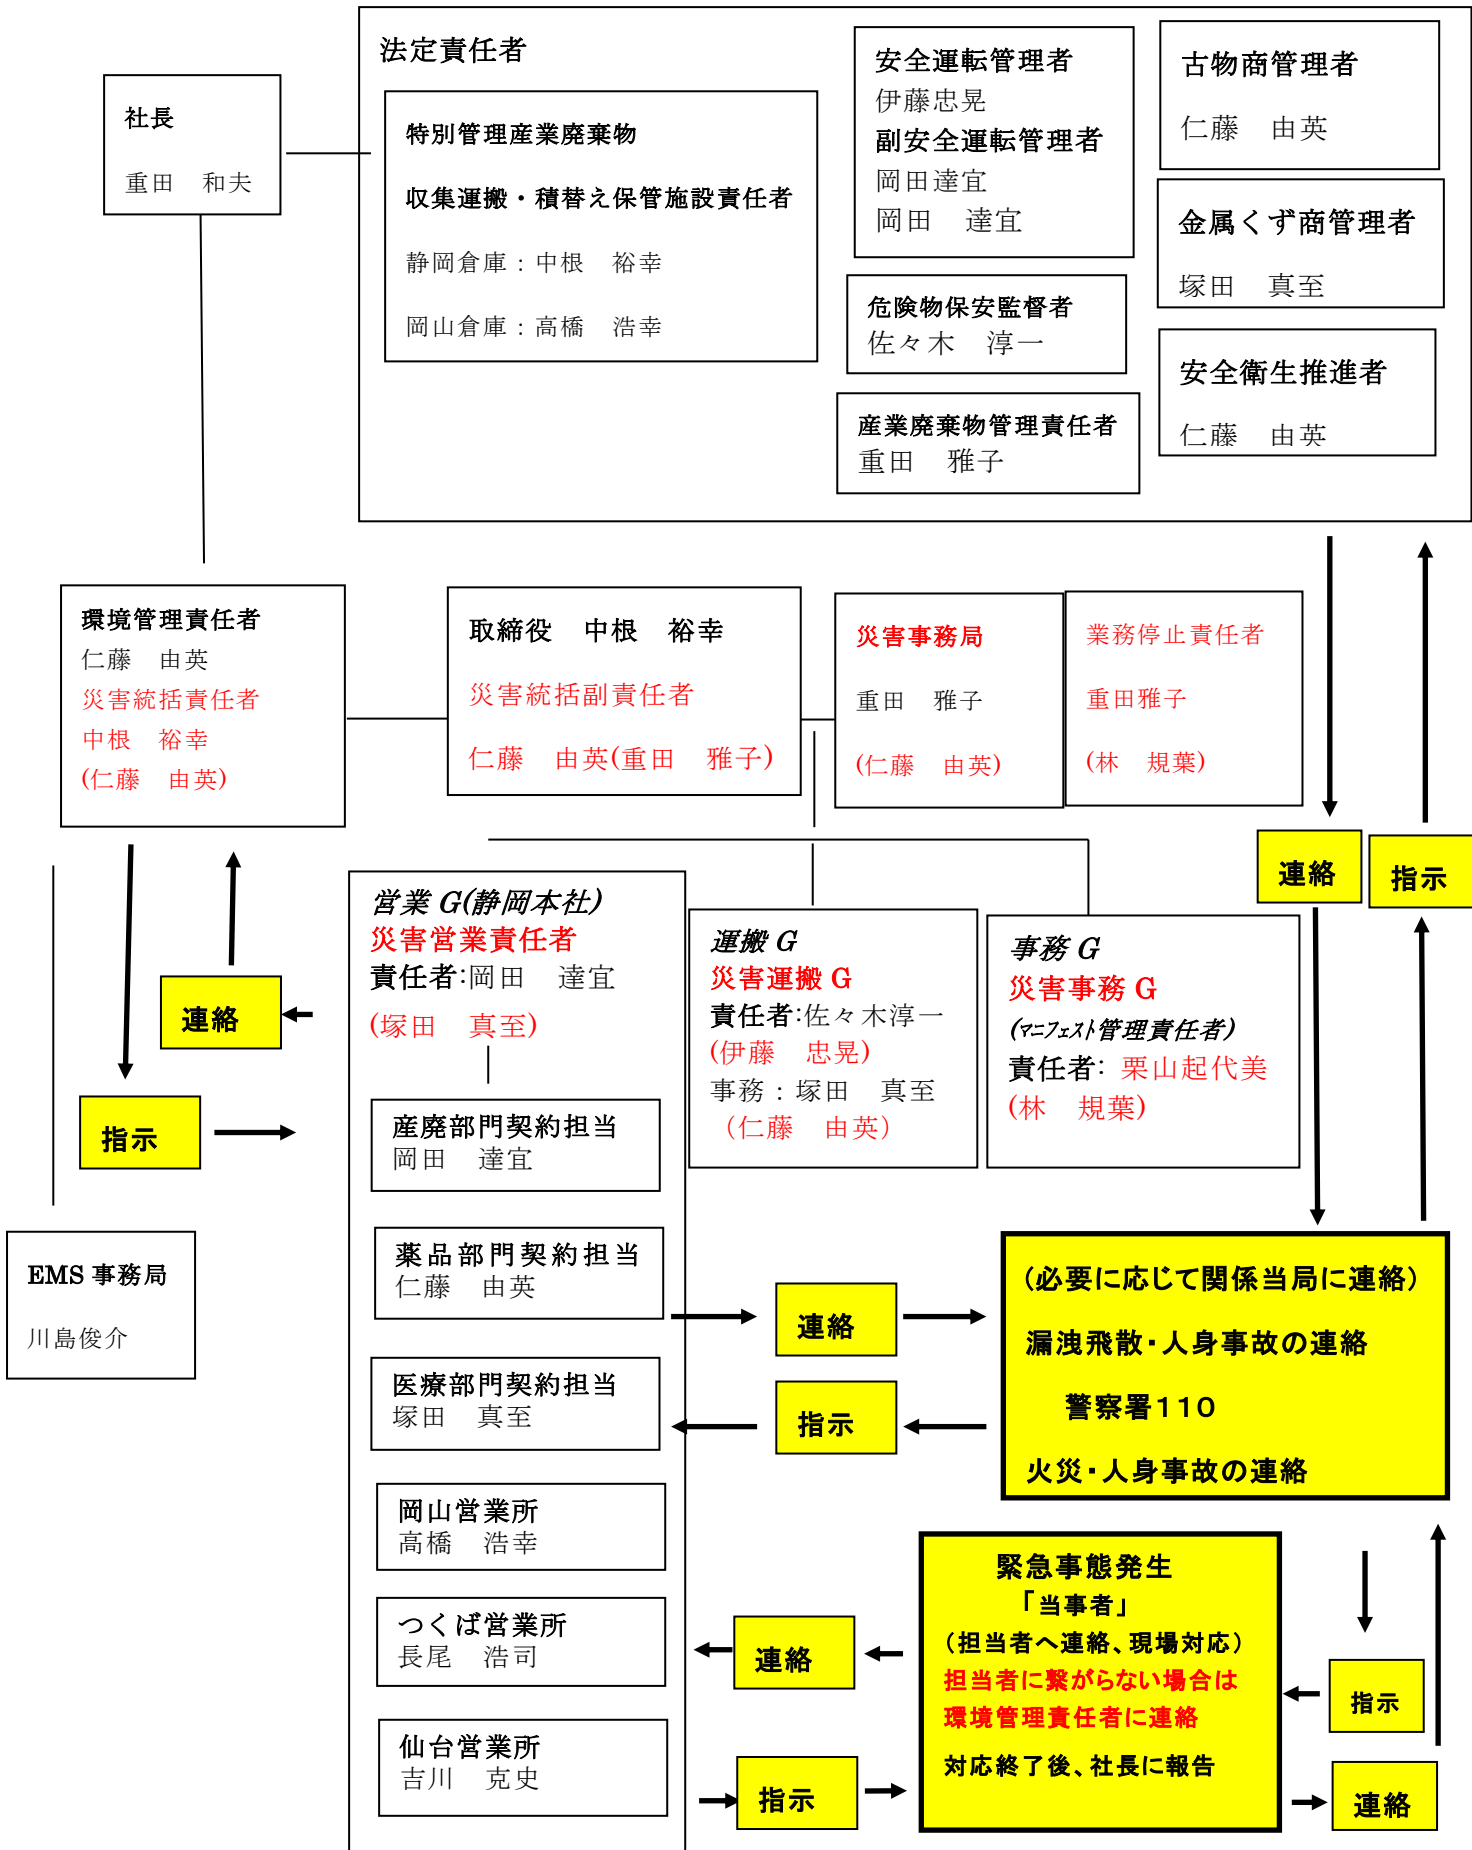 法定責任者
社長
重田　和夫
特別管理産業廃棄物
収集運搬・積替え保管施設責任者
静岡倉庫：中根　裕幸
岡山倉庫：高橋　浩幸
安全運転管理者
伊藤忠晃
副安全運転管理者
岡田達宜
岡田　達宜
危険物保安監督者
佐々木　淳一
産業廃棄物管理責任者
重田　雅子
古物商管理者
仁藤　由英
金属くず商管理者
塚田　真至
安全衛生推進者
仁藤　由英
環境管理責任者
仁藤　由英
災害統括責任者
中根　裕幸
(仁藤　由英)
取締役　中根　裕幸
災害統括副責任者
仁藤　由英(重田　雅子)
災害事務局
重田　雅子
(仁藤　由英)
業務停止責任者
重田雅子
(林　規葉)
連絡
指示
連絡
指示
営業 G(静岡本社)
災害営業責任者
責任者:岡田　達宜
(塚田　真至)
産廃部門契約担当
岡田　達宜
薬品部門契約担当
仁藤　由英
医療部門契約担当
塚田　真至
岡山営業所
高橋　浩幸
つくば営業所
長尾　浩司
仙台営業所
吉川　克史
運搬 G
災害運搬 G
責任者:佐々木淳一
(伊藤　忠晃)
事務：塚田　真至
（仁藤　由英）
事務 G
災害事務 G
(ﾏﾆﾌｪｽﾄ管理責任者)
責任者: 栗山起代美
(林　規葉)
EMS 事務局
川島俊介
連絡
指示
（必要に応じて関係当局に連絡）
漏洩飛散・人身事故の連絡
警察署１１０
火災・人身事故の連絡
緊急事態発生
「当事者」
（担当者へ連絡、現場対応）
担当者に繋がらない場合は
環境管理責任者に連絡
対応終了後、社長に報告
連絡
指示
指示
連絡